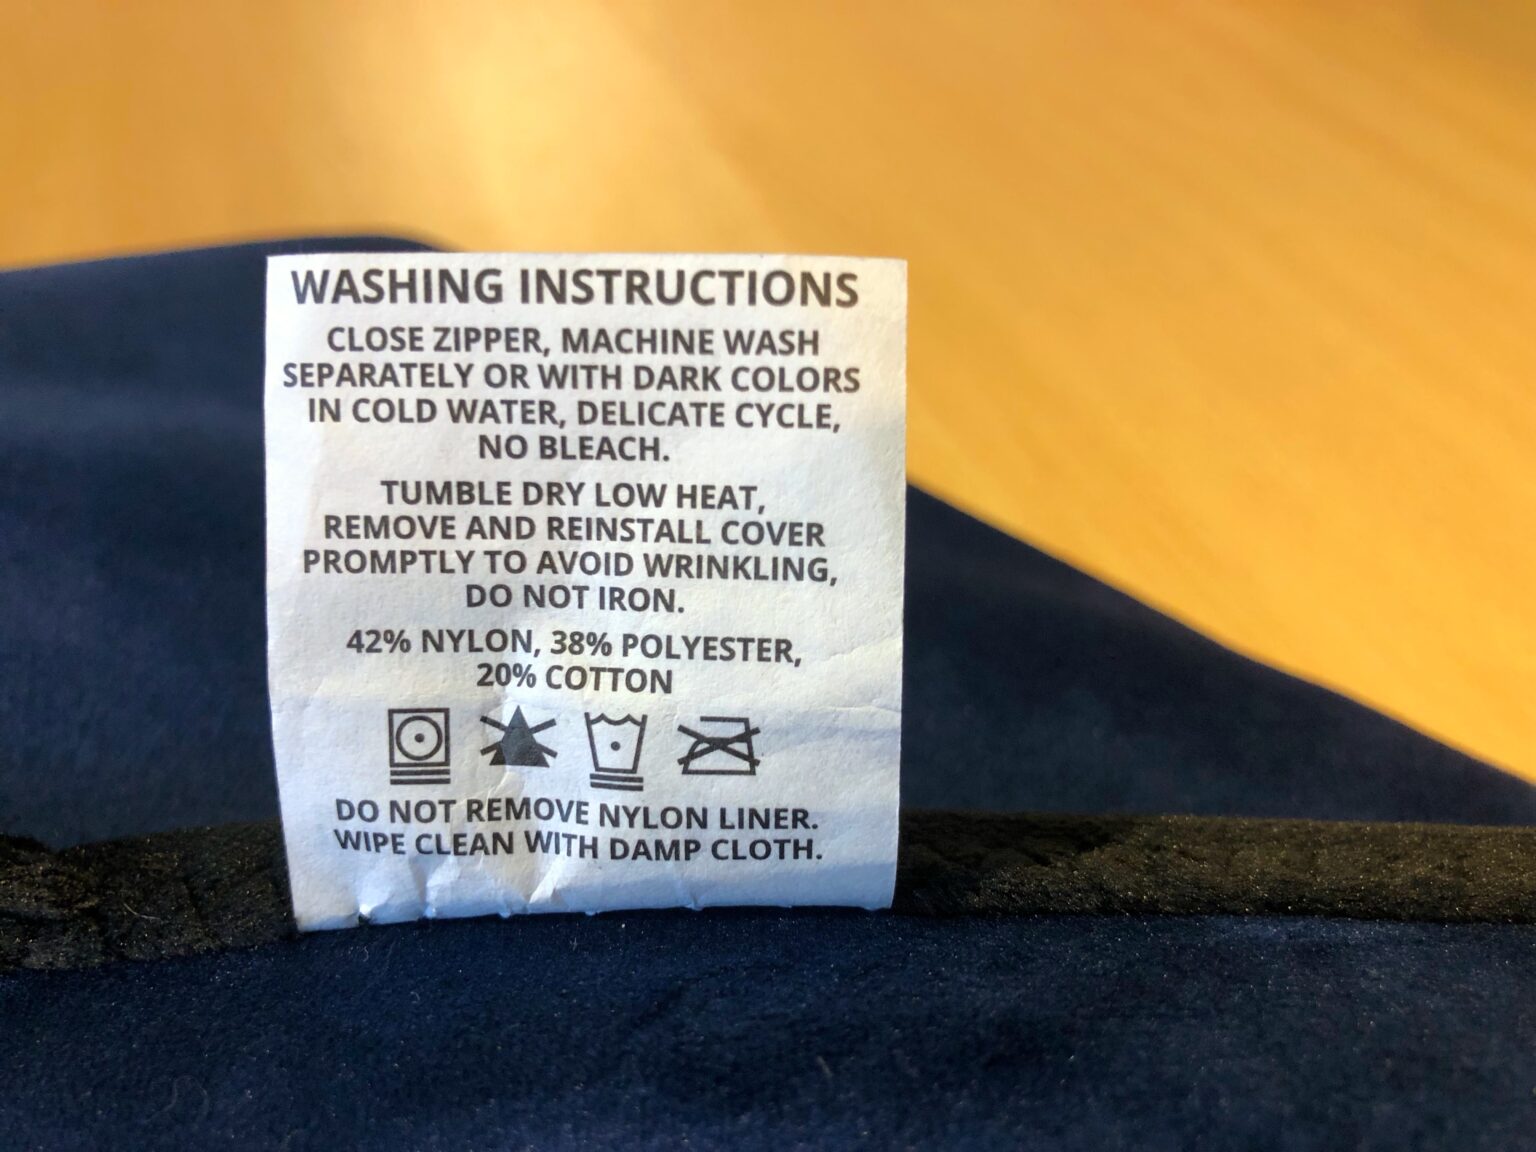 WASHING INSTRUCTIONS
CLOSE ZIPPER, MACHINE WASH
SEPARATELY OR WITH DARK COLORS
IN COLD WATER, DELICATE CYCLE,
NO BLEACH.
TUMBLE DRY LOW HEAT,
REMOVE AND REINSTALL COVER
PROMPTLY TO AVOID WRINKLING,
DO NOT IRON.
42% NYLON, 38% POLYESTER,
20% COTTON
DO NOT REMOVE NYLON LINER.
WIPE CLEAN WITH DAMP CLOTH.